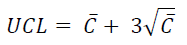 UCL = C̄ + 3√C̄